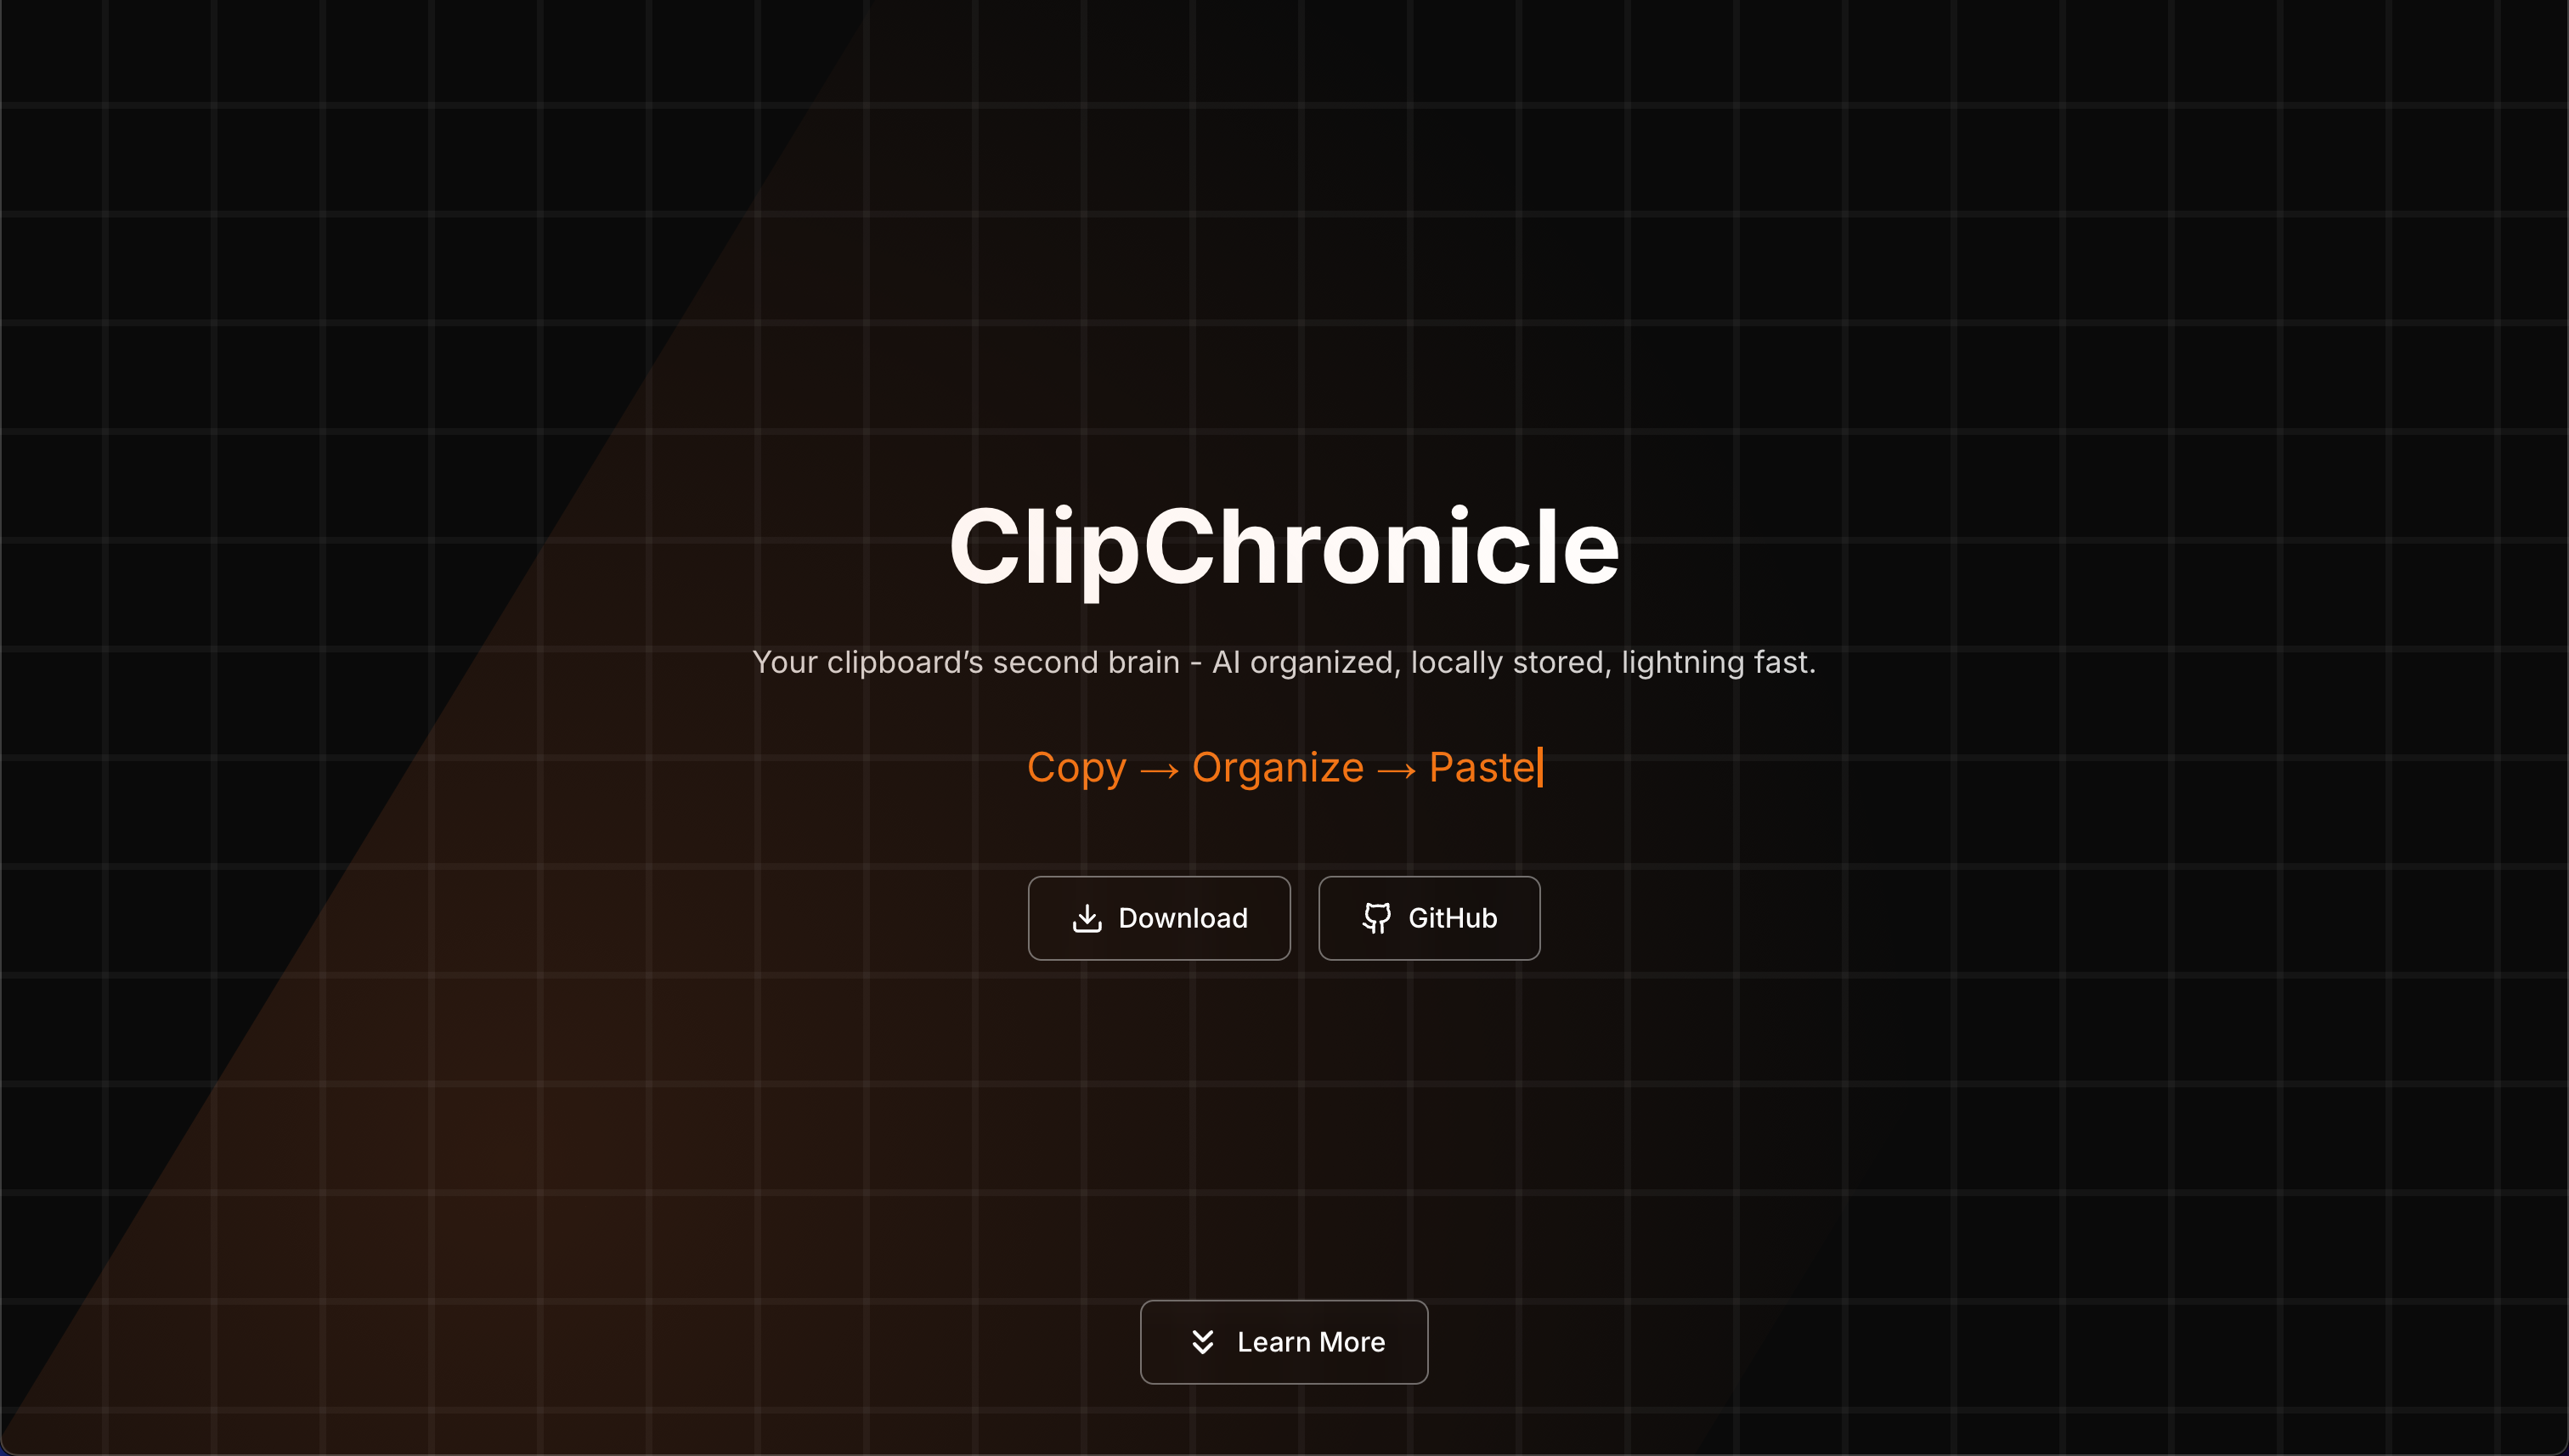 ClipChronicle
Your clipboard’s second brain - AI organized, locally stored, lightning fast.
Copy → Organize → Paste
Download
GitHub
Learn More